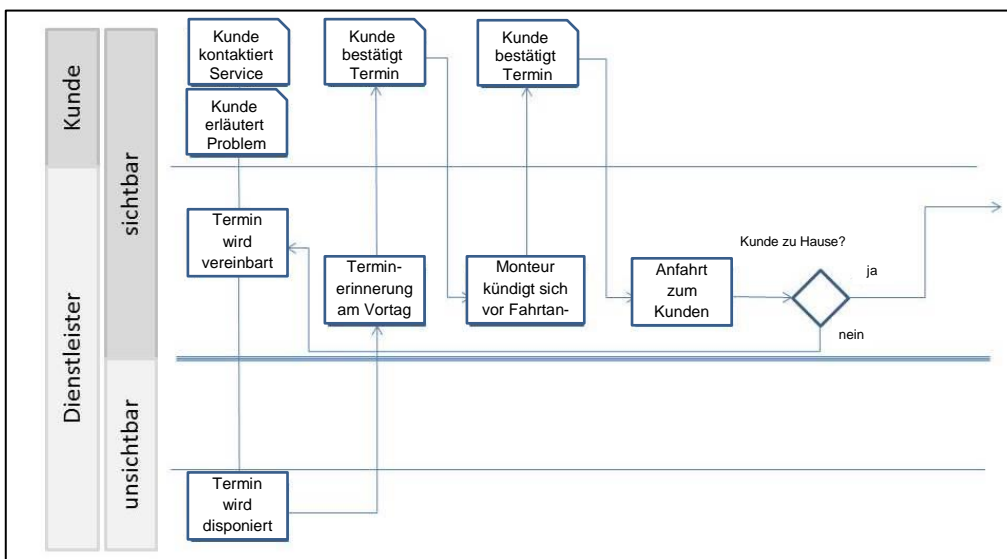 Kunde
Dienstleister
sichtbar
unsichtbar
Kunde
kontaktiert
Service
Kunde
erläutert
Problem
Kunde
bestätigt
Termin
Kunde
bestätigt
Termin
Termin
wird
vereinbart
Termin-
erinnerung
am Vortag
Monteur
kündigt sich
vor Fahrtan-
Anfahrt
zum
Kunden
Kunde zu Hause?
ja
nein
Termin
wird
disponiert